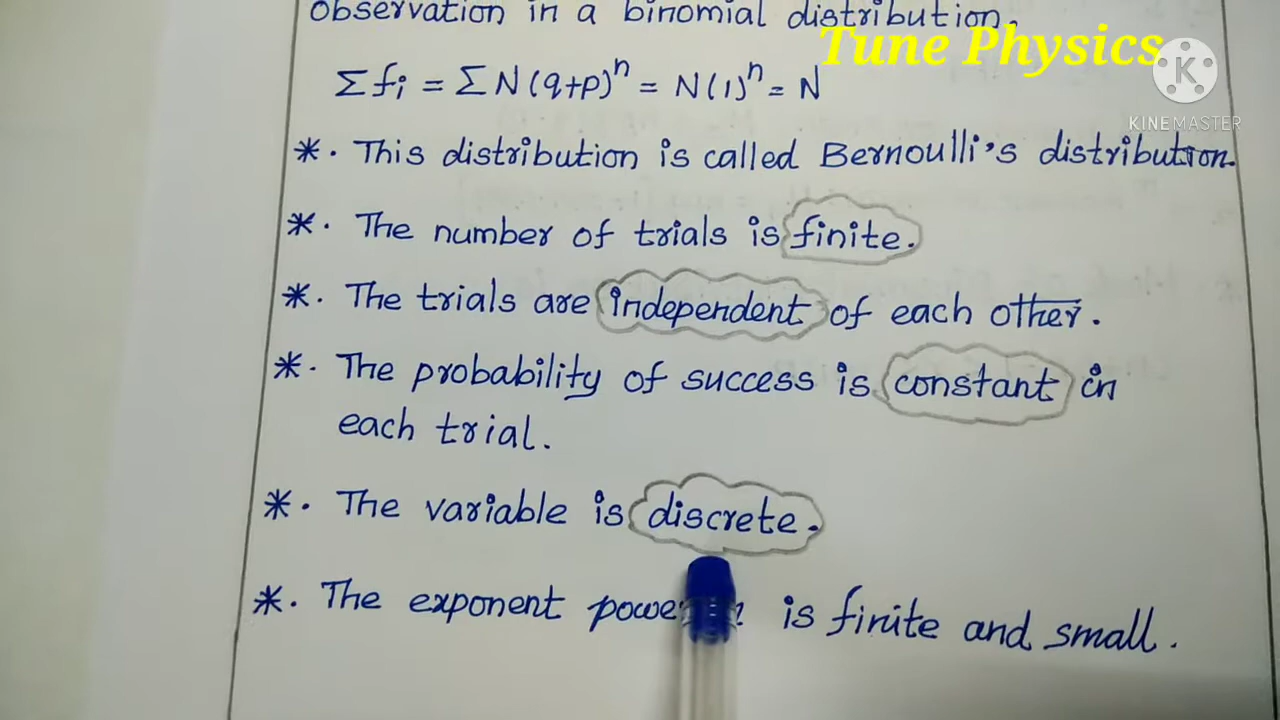 observation in a binomial distribution.
Tune Physics
K
KINEMASTER
Σfi = ΣN(q+p)ⁿ = N(1)ⁿ = N
*. This distribution is called Bernoulli's distribution.
*. The number of trials is finite.
*. The trials are independent of each other.
*. The probability of success is constant in
each trial.
*. The variable is discrete.
*. The exponent is finite and small.